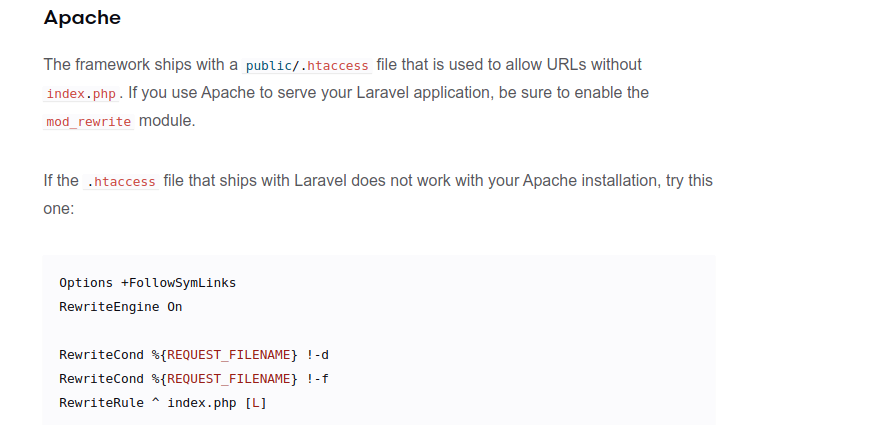 Apache
The framework ships with a public/.htaccess file that is used to allow URLs without
index.php. If you use Apache to serve your Laravel application, be sure to enable the
mod_rewrite module.
If the .htaccess file that ships with Laravel does not work with your Apache installation, try this
one:
Options +FollowSymLinks
RewriteEngine On
RewriteCond %{REQUEST_FILENAME} !-d
RewriteCond %{REQUEST_FILENAME} !-f
RewriteRule ^ index.php [L]